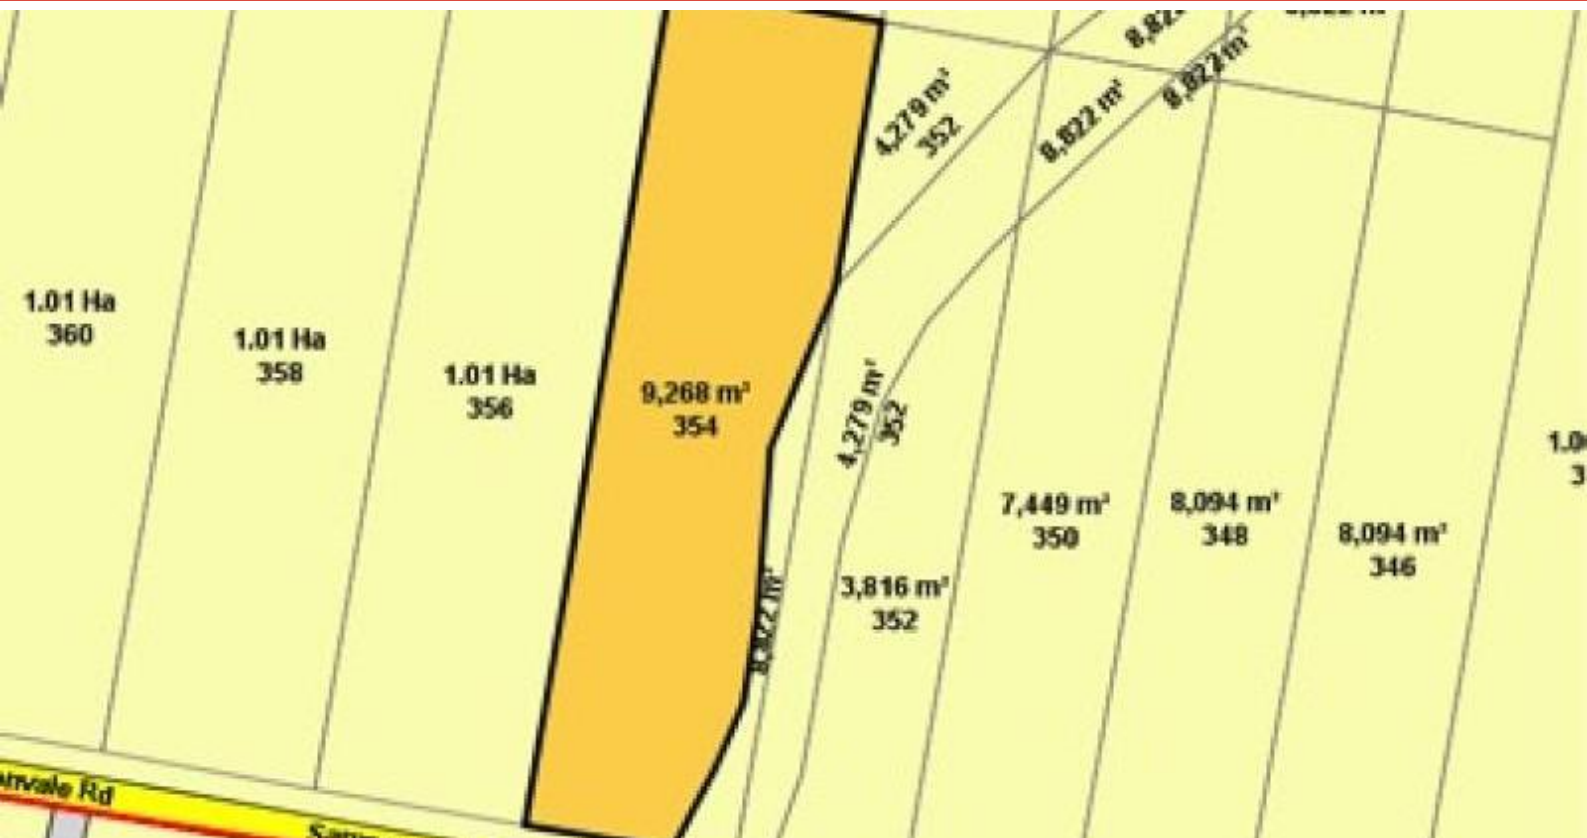 4,279 m²
352
8,822 m²
8,822 m²
1.01 Ha
360
1.01 Ha
358
1.01 Ha
356
9,268 m²
354
4,279 m²
352
7,449 m²
350
8,094 m²
348
8,094 m²
346
3,816 m²
352
8,822 m²
Rd